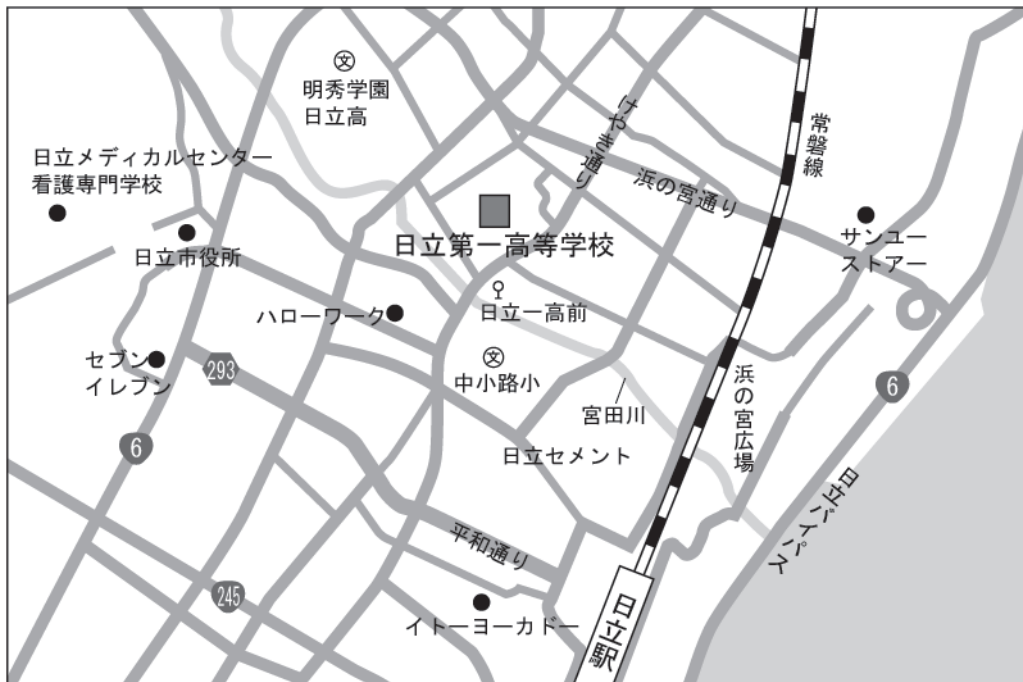 明秀学園
日立高
けやき通り
常磐線
日立メディカルセンター
看護専門学校
浜の宮通り
サンユー
ストアー
日立第一高等学校
日立市役所
日立一高前
ハローワーク
セブン
イレブン
293
中小路小
浜の宮広場
6
宮田川
6
日立セメント
日立バイパス
平和通り
245
イトーヨーカドー
日立駅
文
文